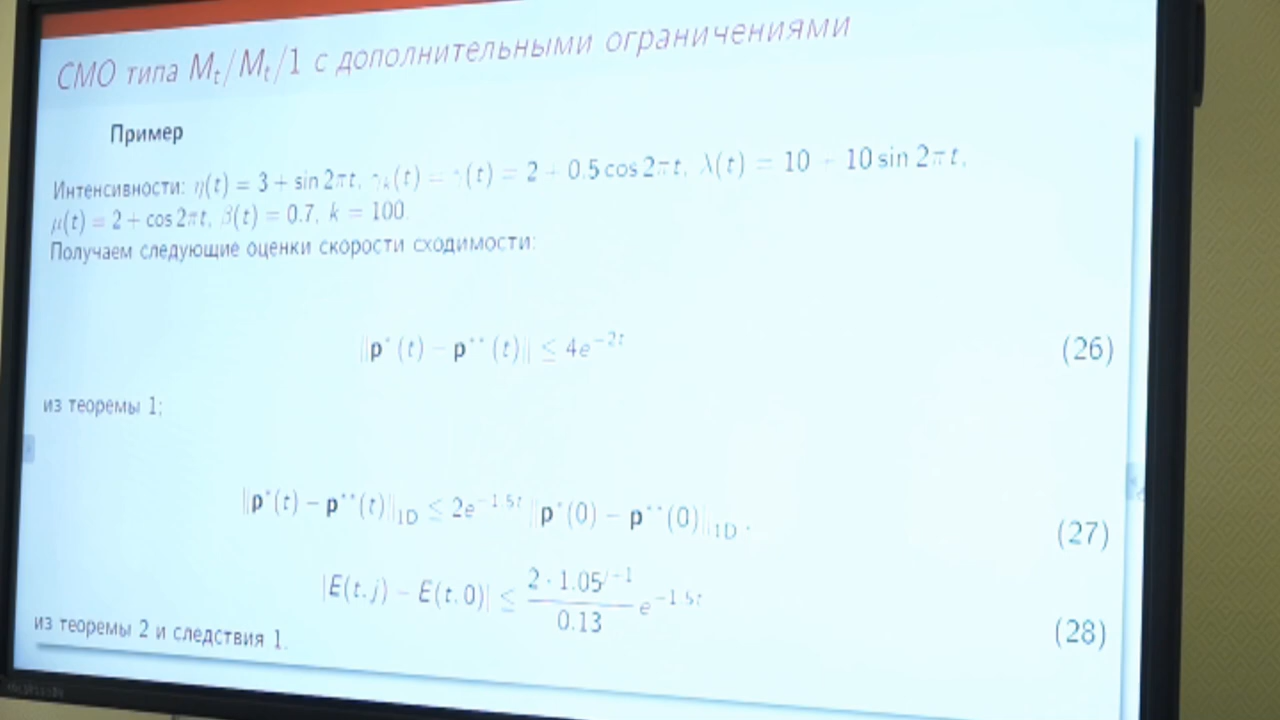 СМО типа M_t/M_t/1 с дополнительными ограничениями
Пример
Интенсивности: η(t) = 3 + sin 2πt, γ_k(t) = γ(t) = 2 + 0.5 cos 2πt, λ(t) = 10 + 10 sin 2πt,
μ(t) = 2 + cos 2πt, β(t) = 0.7, k = 100.
Получаем следующие оценки скорости сходимости:
‖p*(t) − p**(t)‖ ≤ 4e^{−2t} (26)
из теоремы 1;
‖p*(t) − p**(t)‖_{1D} ≤ 2e^{−1.5t} ‖p*(0) − p**(0)‖_{1D}. (27)
|E(t, j) − E(t, 0)| ≤ \frac{2 · 1.05^{j−1}}{0.13} e^{−1.5t} (28)
из теоремы 2 и следствия 1.